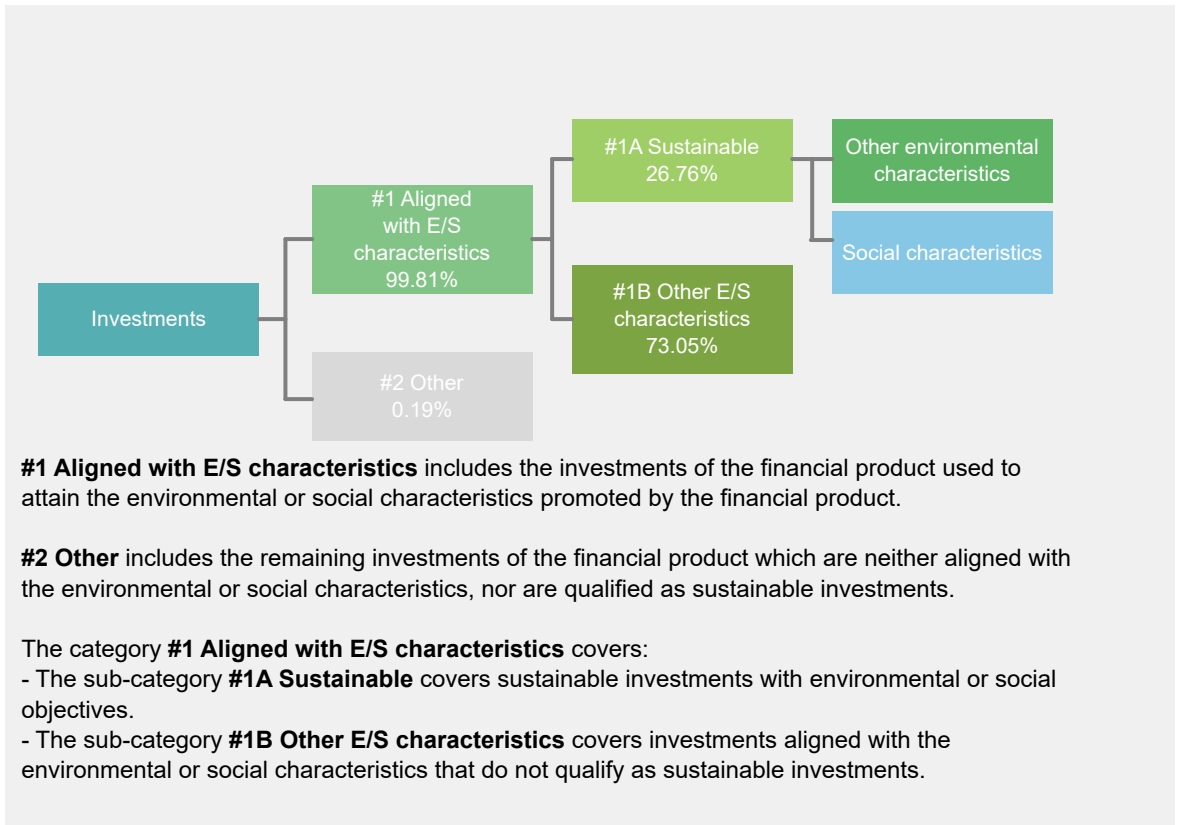 #1A Sustainable
26.76%
Other environmental
characteristics
#1 Aligned
with E/S
characteristics
99.81%
Social characteristics
Investments
#1B Other E/S
characteristics
73.05%
#2 Other
0.19%
#1 Aligned with E/S characteristics includes the investments of the financial product used to
attain the environmental or social characteristics promoted by the financial product.
#2 Other includes the remaining investments of the financial product which are neither aligned with
the environmental or social characteristics, nor are qualified as sustainable investments.
The category #1 Aligned with E/S characteristics covers:
- The sub-category #1A Sustainable covers sustainable investments with environmental or social
objectives.
- The sub-category #1B Other E/S characteristics covers investments aligned with the
environmental or social characteristics that do not qualify as sustainable investments.